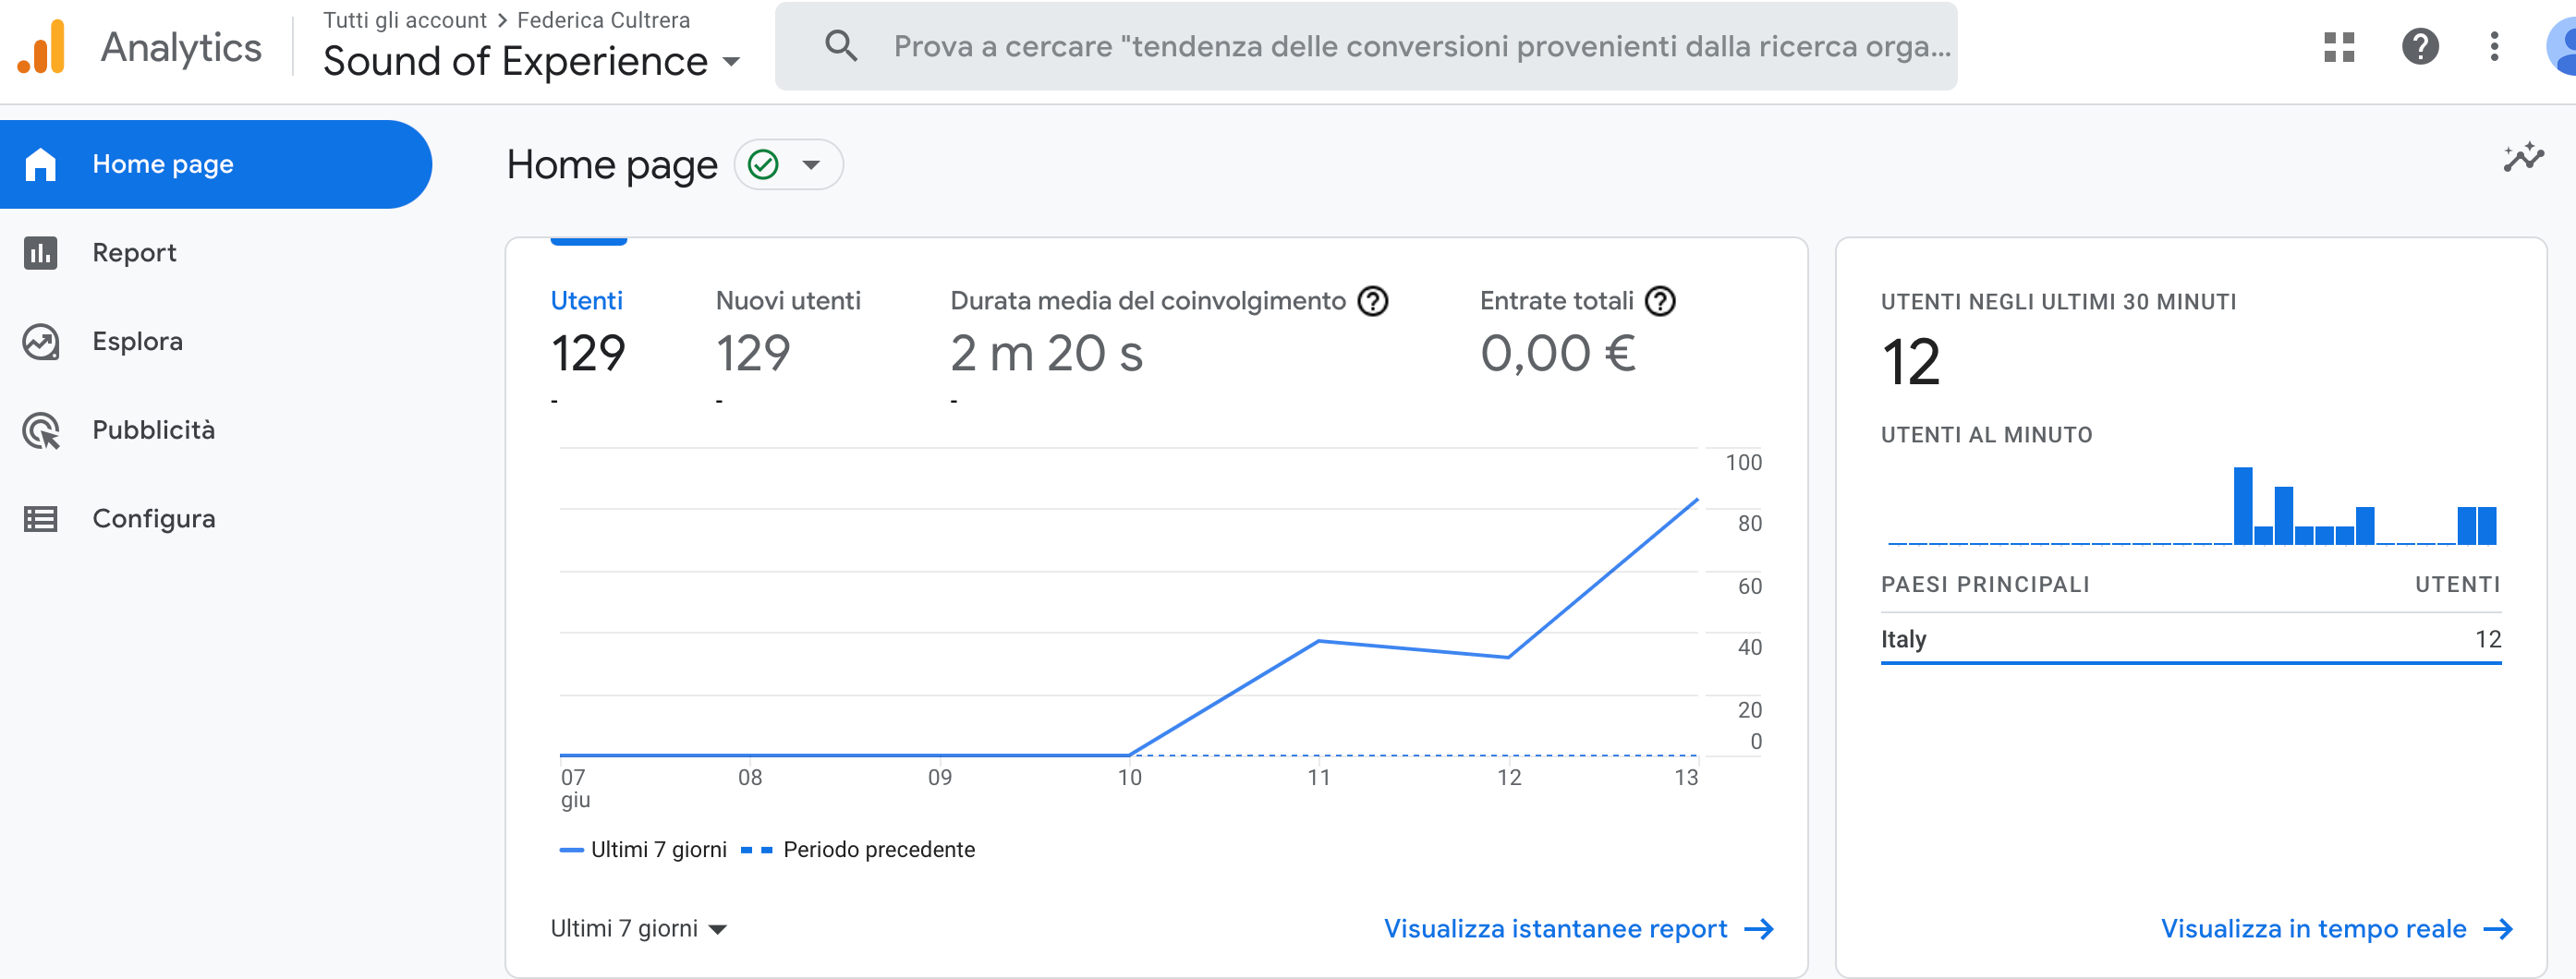 Analytics
Tutti gli account > Federica Cultrera
Sound of Experience
Prova a cercare "tendenza delle conversioni provenienti dalla ricerca orga...
Home page
Report
Esplora
Pubblicità
Configura
Home page
Utenti
129
-
Nuovi utenti
129
-
Durata media del coinvolgimento
2 m 20 s
-
Entrate totali
0,00 €
100
80
60
40
20
0
07
giu
08
09
10
11
12
13
Ultimi 7 giorni
Periodo precedente
Ultimi 7 giorni
Visualizza istantanee report
UTENTI NEGLI ULTIMI 30 MINUTI
12
UTENTI AL MINUTO
PAESI PRINCIPALI UTENTI
Italy 12
Visualizza in tempo reale